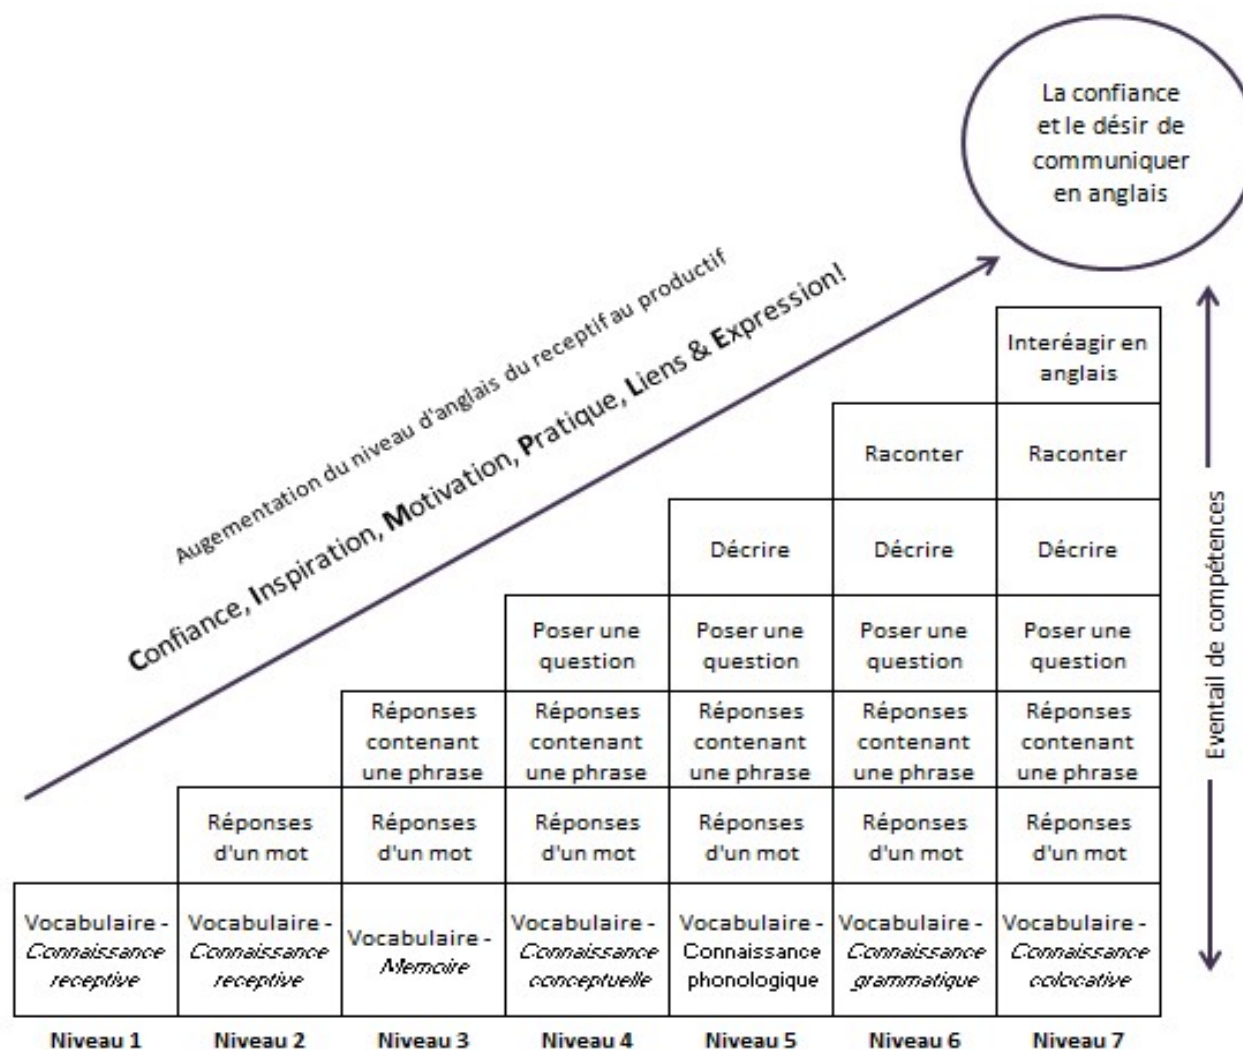 La confiance
et le désir de
communiquer
en anglais
Augementation du niveau d'anglais du receptif au productif
Confiance, Inspiration, Motivation, Pratique, Liens & Expression!
Interéagir en
anglais
Raconter
Raconter
Décrire
Décrire
Décrire
Poser une
question
Poser une
question
Poser une
question
Poser une
question
Réponses
contenant
une phrase
Réponses
contenant
une phrase
Réponses
contenant
une phrase
Réponses
contenant
une phrase
Réponses
contenant
une phrase
Réponses
d'un mot
Réponses
d'un mot
Réponses
d'un mot
Réponses
d'un mot
Réponses
d'un mot
Réponses
d'un mot
Vocabulaire -
Connaissance
receptive
Vocabulaire -
Connaissance
receptive
Vocabulaire -
Memoire
Vocabulaire -
Connaissance
conceptuelle
Vocabulaire -
Connaissance
phonologique
Vocabulaire -
Connaissance
grammatique
Vocabulaire -
Connaissance
colocative
Niveau 1
Niveau 2
Niveau 3
Niveau 4
Niveau 5
Niveau 6
Niveau 7
Eventail de compétences